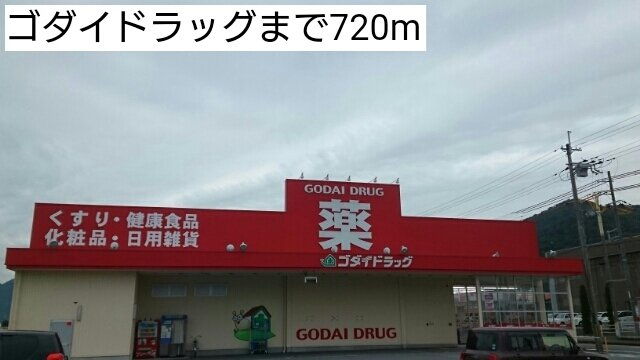 ゴダイドラッグまで720m
GODAI DRUG
薬
ゴダイドラッグ
くすり・健康食品
化粧品・日用雑貨
GODAI DRUG